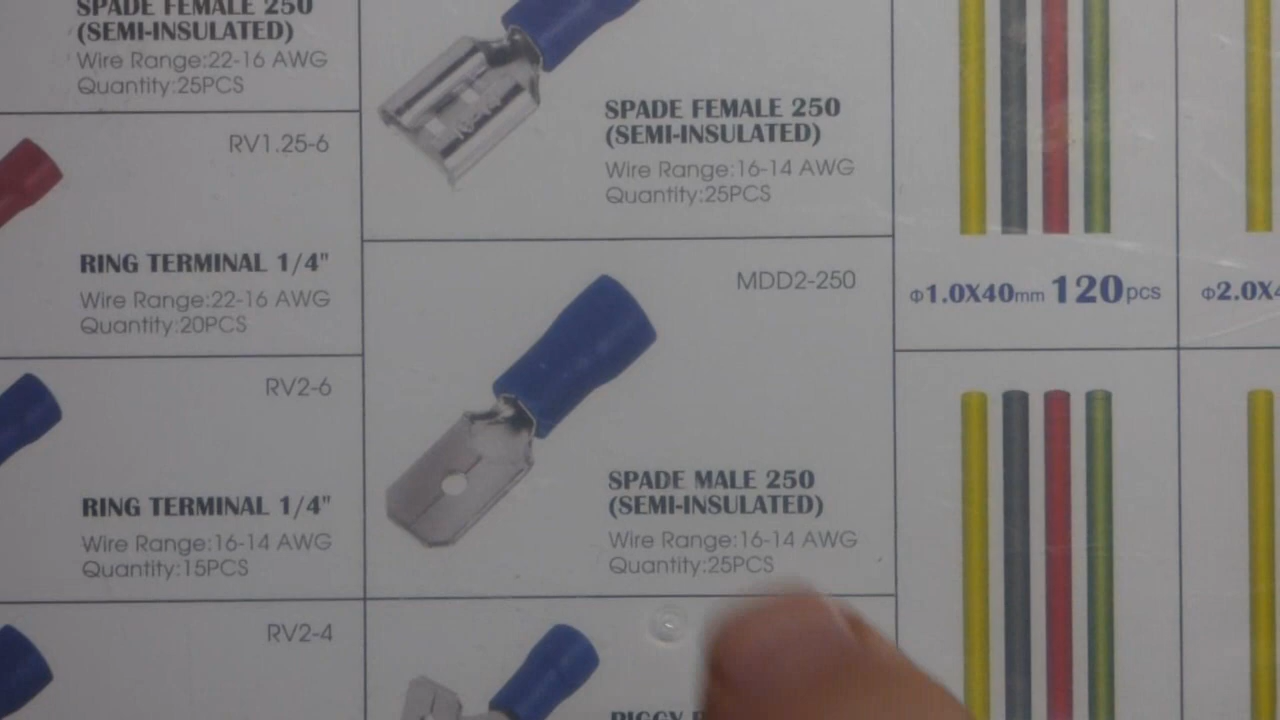 SPADE FEMALE 250
(SEMI-INSULATED)
Wire Range:22-16 AWG
Quantity:25PCS
RV1.25-6
RING TERMINAL 1/4"
Wire Range:22-16 AWG
Quantity:20PCS
RV2-6
RING TERMINAL 1/4"
Wire Range:16-14 AWG
Quantity:15PCS
RV2-4
SPADE FEMALE 250
(SEMI-INSULATED)
Wire Range:16-14 AWG
Quantity:25PCS
MDD2-250
SPADE MALE 250
(SEMI-INSULATED)
Wire Range:16-14 AWG
Quantity:25PCS
Φ1.0X40mm 120pcs